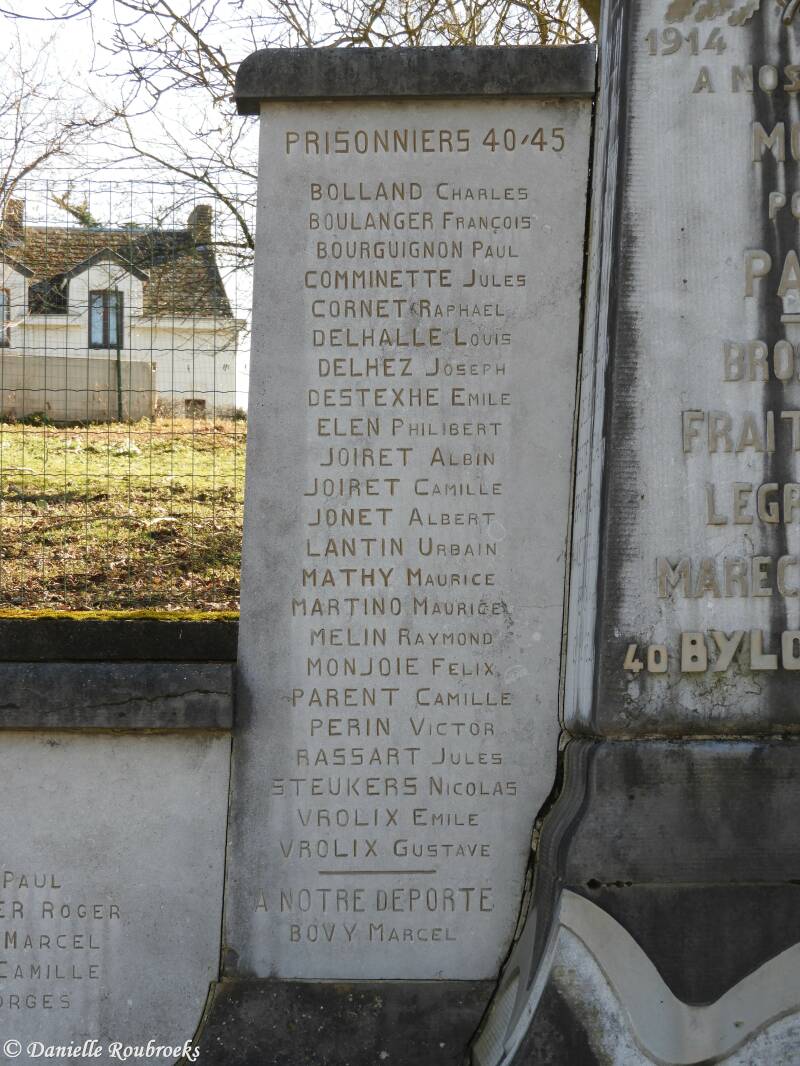 PRISONNIERS 40-45
BOLLAND CHARLES
BOULANGER FRANÇOIS
BOURGUIGNON PAUL
COMMINETTE JULES
CORNET RAPHAEL
DELHALLE LOUIS
DELHEZ JOSEPH
DESTEXHE EMILE
ELEN PHILIBERT
JOIRET ALBIN
JOIRET CAMILLE
JONET ALBERT
LANTIN URBAIN
MATHY MAURICE
MARTINO MAURICE
MELIN RAYMOND
MONJOIE FELIX
PARENT CAMILLE
PERIN VICTOR
RASSART JULES
STEUKERS NICOLAS
VROLIX EMILE
VROLIX GUSTAVE
A NOTRE DEPORTE
BOVY MARCEL
1914
A NOS
40
PAUL
ROGER
MARCEL
CAMILLE
© Danielle Roubroeks